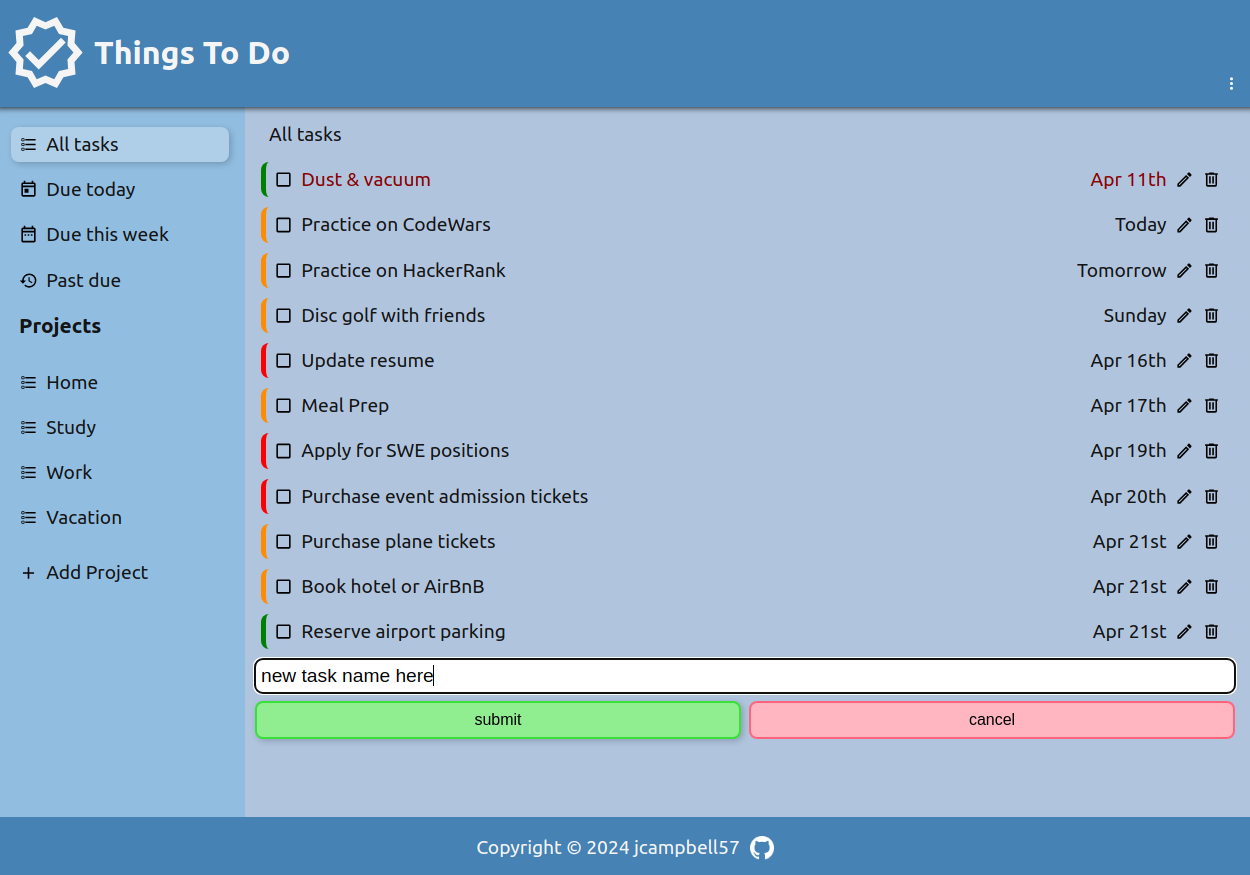 Things To Do
All tasks
Due today
Due this week
Past due
Projects
Home
Study
Work
Vacation
+ Add Project
All tasks
Dust & vacuum Apr 11th
Practice on CodeWars Today
Practice on HackerRank Tomorrow
Disc golf with friends Sunday
Update resume Apr 16th
Meal Prep Apr 17th
Apply for SWE positions Apr 19th
Purchase event admission tickets Apr 20th
Purchase plane tickets Apr 21st
Book hotel or AirBnB Apr 21st
Reserve airport parking Apr 21st
new task name here
submit cancel
Copyright © 2024 jcampbell57